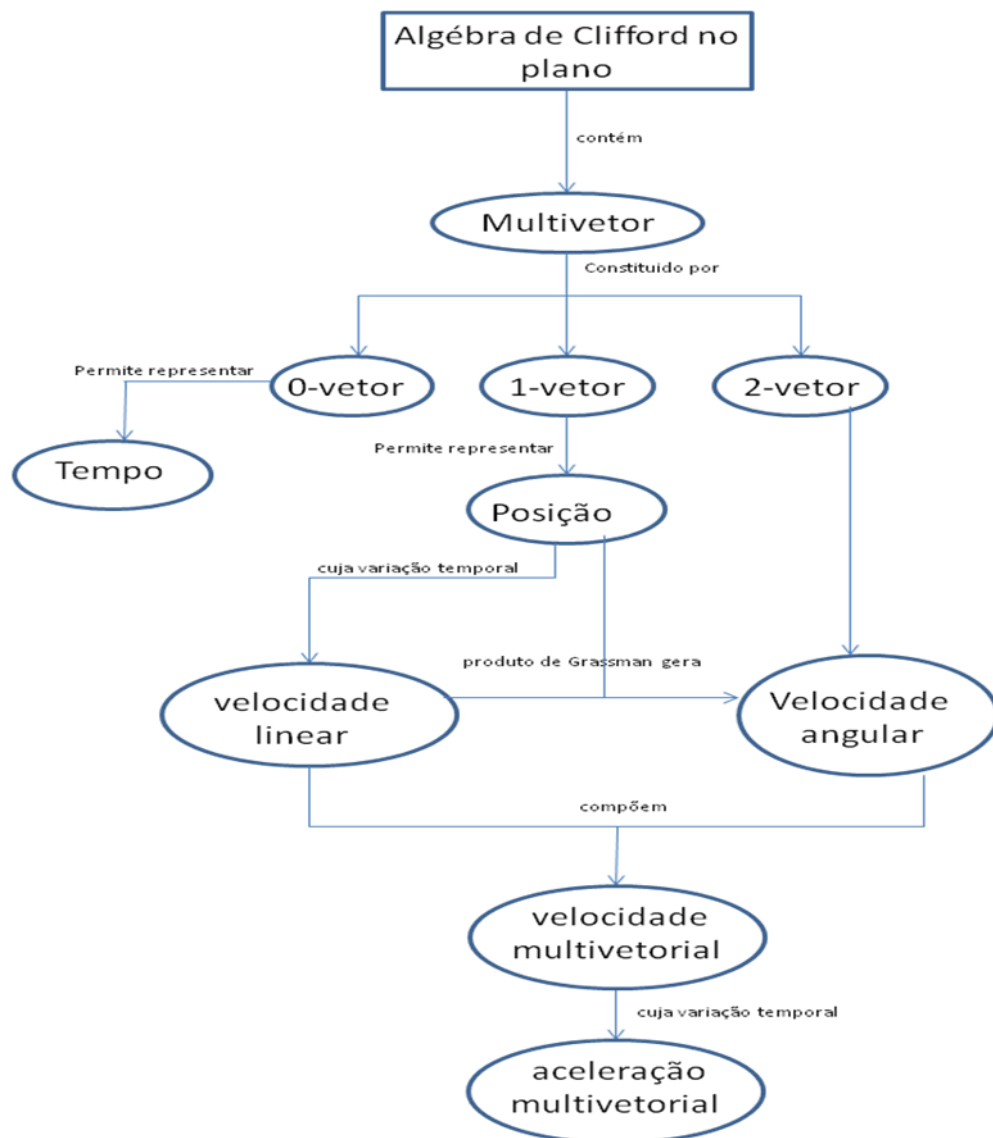 Algébra de Clifford no
plano
contém
Multivetor
Constituido por
Permite representar
0-vetor
1-vetor
2-vetor
Permite representar
Tempo
Posição
cuja variação temporal
produto de Grassman gera
velocidade
linear
Velocidade
angular
compõem
velocidade
multivetorial
cuja variação temporal
aceleração
multivetorial